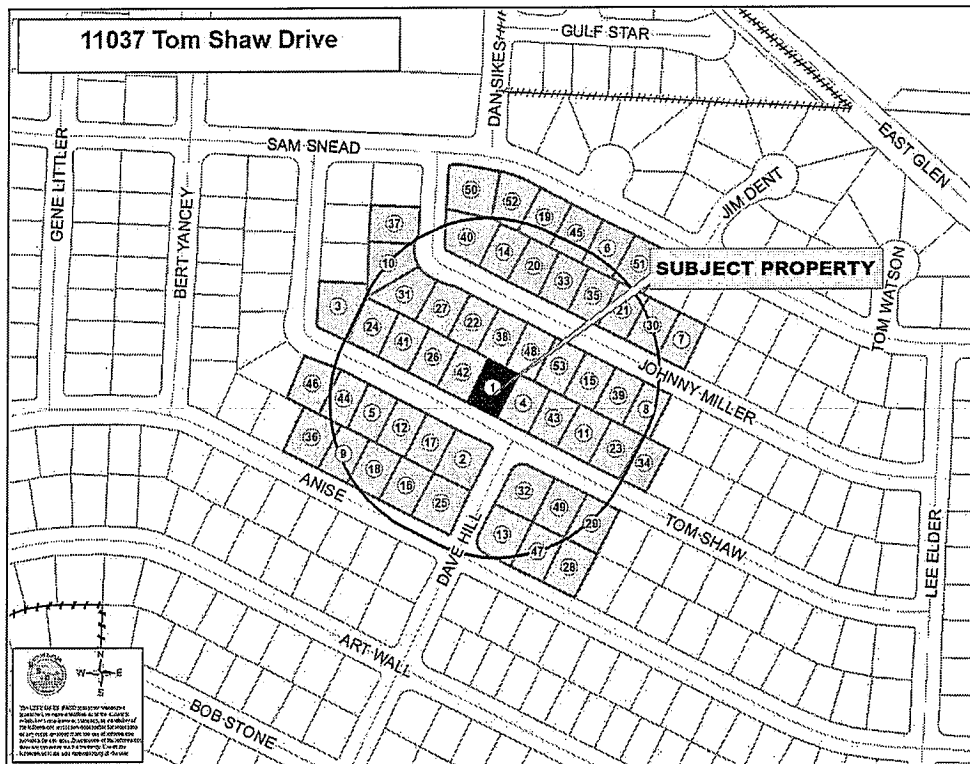 11037 Tom Shaw Drive
GULF STAR
DAN SIKES
EAST GLEN
SAM SNEAD
JIM DENT
GENE LITTLER
BERT YANCEY
TOM WATSON
SUBJECT PROPERTY
50 52 19 45 6 51
37 40 14 20 33 35 21 30 7
10 31 27 22 38 48 53 15 39 8
3 24 41 26 42 1 4 43 11 23 34
46 44 5 12 17 2
36 9 18 16 25
32 49 29
13 47 28
JOHNNY MILLER
ANISE
TOM SHAW
DAVE HILL
LEE ELDER
ART WALL
BOB STONE
N
W E
S